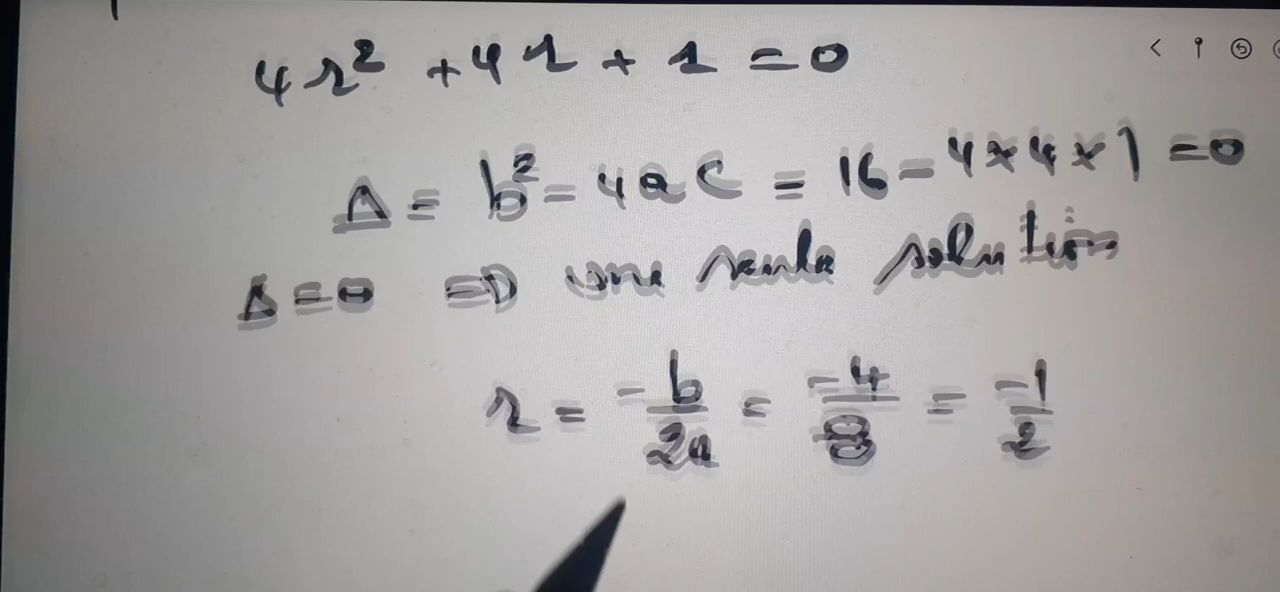 4r² + 4r + 1 = 0
Δ = b² - 4ac = 16 - 4×4×1 = 0
Δ = 0 ⇒ une seule solution
r = -b/2a = -4/8 = -1/2